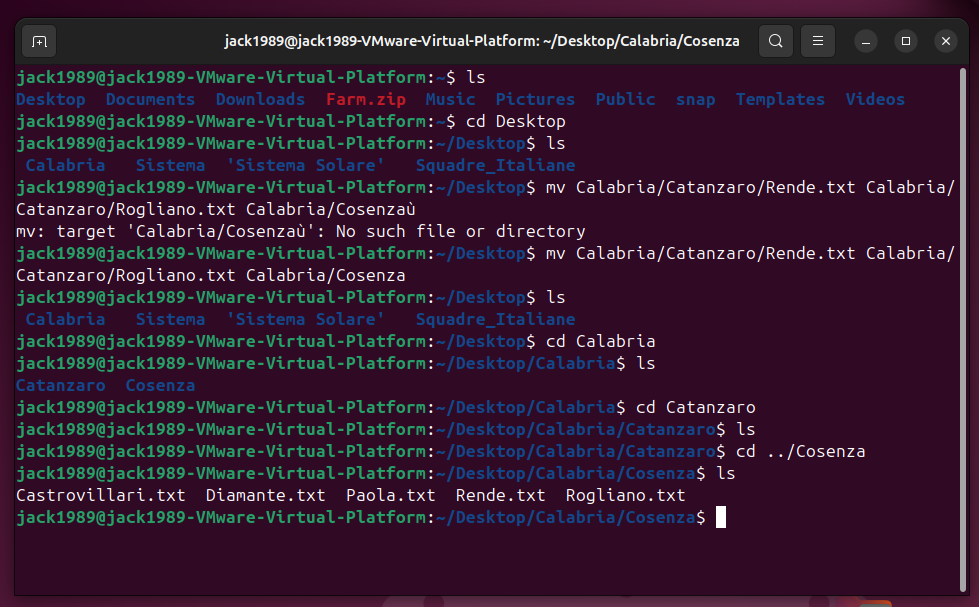 jack1989@jack1989-VMware-Virtual-Platform: ~/Desktop/Calabria/Cosenza
jack1989@jack1989-VMware-Virtual-Platform:~$ ls
Desktop  Documents  Downloads  Farm.zip  Music  Pictures  Public  snap  Templates  Videos
jack1989@jack1989-VMware-Virtual-Platform:~$ cd Desktop
jack1989@jack1989-VMware-Virtual-Platform:~/Desktop$ ls
 Calabria   Sistema  'Sistema Solare'   Squadre_Italiane
jack1989@jack1989-VMware-Virtual-Platform:~/Desktop$ mv Calabria/Catanzaro/Rende.txt Calabria/
Catanzaro/Rogliano.txt Calabria/Cosenzaù
mv: target 'Calabria/Cosenzaù': No such file or directory
jack1989@jack1989-VMware-Virtual-Platform:~/Desktop$ mv Calabria/Catanzaro/Rende.txt Calabria/
Catanzaro/Rogliano.txt Calabria/Cosenza
jack1989@jack1989-VMware-Virtual-Platform:~/Desktop$ ls
 Calabria   Sistema  'Sistema Solare'   Squadre_Italiane
jack1989@jack1989-VMware-Virtual-Platform:~/Desktop$ cd Calabria
jack1989@jack1989-VMware-Virtual-Platform:~/Desktop/Calabria$ ls
Catanzaro  Cosenza
jack1989@jack1989-VMware-Virtual-Platform:~/Desktop/Calabria$ cd Catanzaro
jack1989@jack1989-VMware-Virtual-Platform:~/Desktop/Calabria/Catanzaro$ ls
jack1989@jack1989-VMware-Virtual-Platform:~/Desktop/Calabria/Catanzaro$ cd ../Cosenza
jack1989@jack1989-VMware-Virtual-Platform:~/Desktop/Calabria/Cosenza$ ls
Castrovillari.txt  Diamante.txt  Paola.txt  Rende.txt  Rogliano.txt
jack1989@jack1989-VMware-Virtual-Platform:~/Desktop/Calabria/Cosenza$